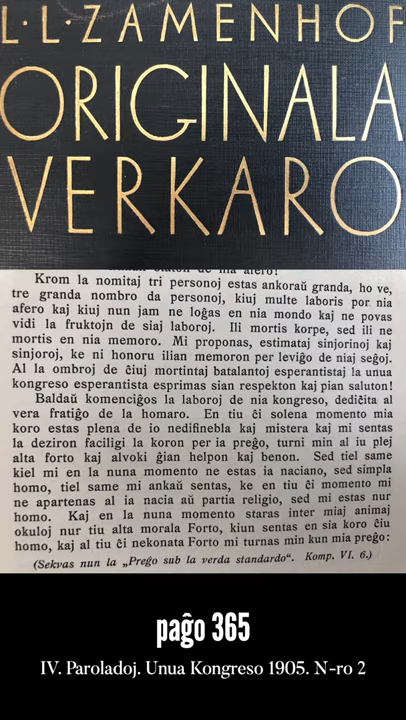 L·L·ZAMENHOF
ORIGINALA
VERKARO
nunan staton de nia afero!
Krom la nomitaj tri personoj estas ankoraŭ granda, ho ve,
tre granda nombro da personoj, kiuj multe laboris por nia
afero kaj kiuj nun jam ne loĝas en nia mondo kaj ne povas
vidi la fruktojn de siaj laboroj. Ili mortis korpe, sed ili ne
mortis en nia memoro. Mi proponas, estimataj sinjorinoj kaj
sinjoroj, ke ni honoru ilian memoron per leviĝo de niaj seĝoj.
Al la ombroj de ĉiuj mortintaj batalantoj esperantistaj la unua
kongreso esperantista esprimas sian respekton kaj pian saluton!
Baldaŭ komenciĝos la laboroj de nia kongreso, dediĉita al
vera fratiĝo de la homaro. En tiu ĉi solena momento mia
koro estas plena de io nedifinebla kaj mistera kaj mi sentas
la deziron faciligi la koron per ia preĝo, turni min al iu plej
alta forto kaj alvoki ĝian helpon kaj benon. Sed tiel same
kiel mi en la nuna momento ne estas ia naciano, sed simpla
homo, tiel same mi ankaŭ sentas, ke en tiu ĉi momento mi
ne apartenas al ia nacia aŭ partia religio, sed mi estas nur
homo. Kaj en la nuna momento staras inter miaj animaj
okuloj nur tiu alta morala Forto, kiun sentas en sia koro ĉiu
homo, kaj al tiu ĉi nekonata Forto mi turnas min kun mia preĝo:
(Sekvas nun la „Preĝo sub la verda standardo“. Komp. VI. 6.)
paĝo 365
IV. Paroladoj. Unua Kongreso 1905. N-ro 2